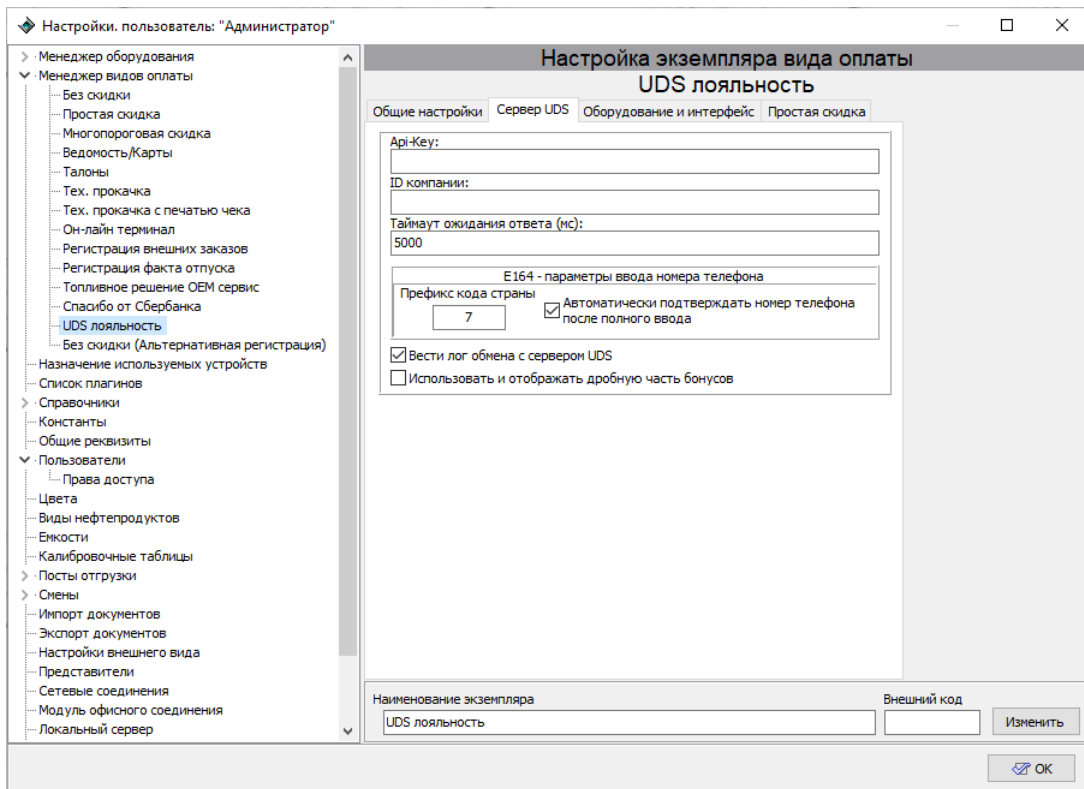 Настройки. пользователь: "Администратор"
Менеджер оборудования
Менеджер видов оплаты
Без скидки
Простая скидка
Многопороговая скидка
Ведомость/Карты
Талоны
Тех. прокачка
Тех. прокачка с печатью чека
Он-лайн терминал
Регистрация внешних заказов
Регистрация факта отпуска
Топливное решение ОЕМ сервис
Спасибо от Сбербанка
UDS лояльность
Без скидки (Альтернативная регистрация)
Назначение используемых устройств
Список плагинов
Справочники
Константы
Общие реквизиты
Пользователи
Права доступа
Цвета
Виды нефтепродуктов
Емкости
Калибровочные таблицы
Посты отгрузки
Смены
Импорт документов
Экспорт документов
Настройки внешнего вида
Представители
Сетевые соединения
Модуль офисного соединения
Локальный сервер
Настройка экземпляра вида оплаты
UDS лояльность
Общие настройки Сервер UDS Оборудование и интерфейс Простая скидка
Api-Key:
ID компании:
Таймаут ожидания ответа (мс):
5000
E164 - параметры ввода номера телефона
Префикс кода страны
7
Автоматически подтверждать номер телефона
после полного ввода
Вести лог обмена с сервером UDS
Использовать и отображать дробную часть бонусов
Наименование экземпляра Внешний код
UDS лояльность Изменить
OK